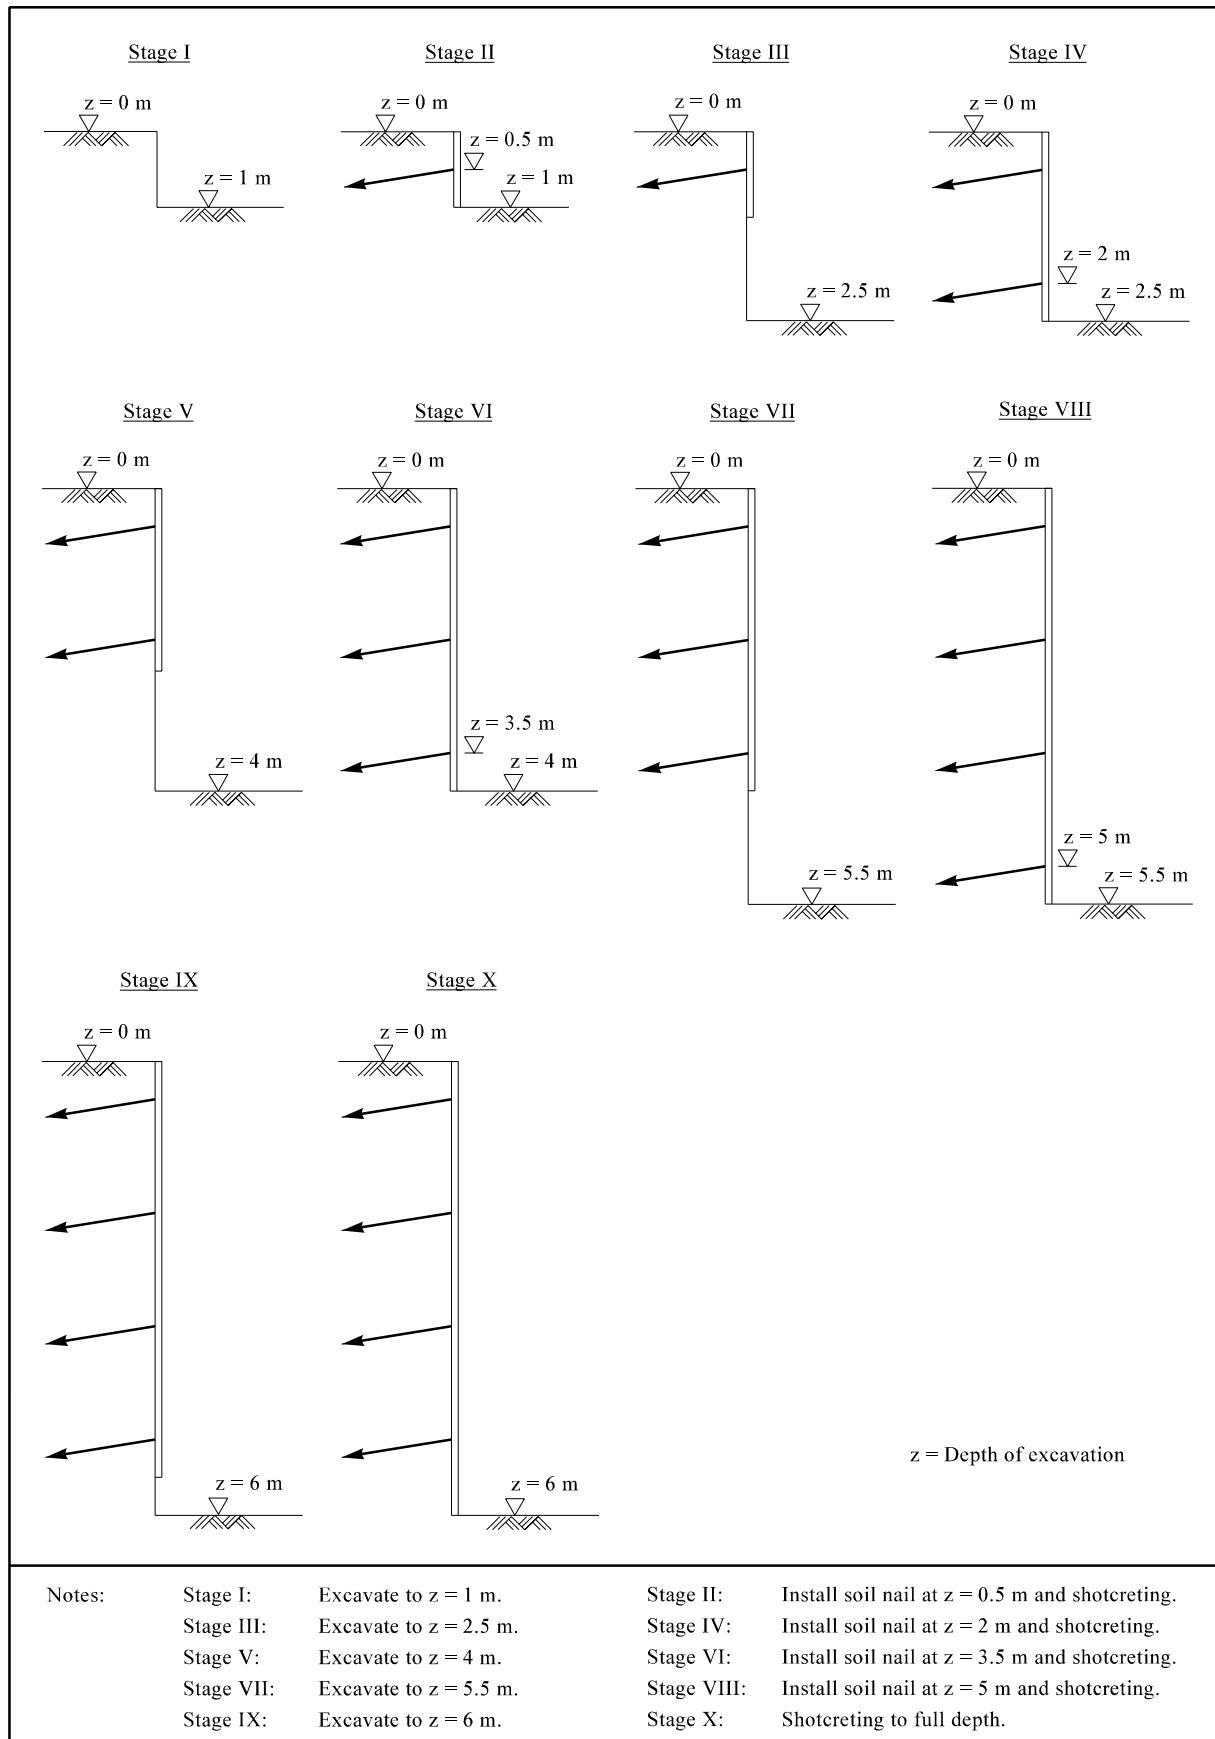 Stage I
Stage II
Stage III
Stage IV
z = 0 m
z = 1 m
z = 0 m
z = 0.5 m
z = 1 m
z = 0 m
z = 2.5 m
z = 0 m
z = 2 m
z = 2.5 m
Stage V
Stage VI
Stage VII
Stage VIII
z = 0 m
z = 4 m
z = 0 m
z = 3.5 m
z = 4 m
z = 0 m
z = 5.5 m
z = 0 m
z = 5 m
z = 5.5 m
Stage IX
Stage X
z = 0 m
z = 6 m
z = 0 m
z = 6 m
z = Depth of excavation
Notes: Stage I: Excavate to z = 1 m. Stage II: Install soil nail at z = 0.5 m and shotcreting.
Stage III: Excavate to z = 2.5 m. Stage IV: Install soil nail at z = 2 m and shotcreting.
Stage V: Excavate to z = 4 m. Stage VI: Install soil nail at z = 3.5 m and shotcreting.
Stage VII: Excavate to z = 5.5 m. Stage VIII: Install soil nail at z = 5 m and shotcreting.
Stage IX: Excavate to z = 6 m. Stage X: Shotcreting to full depth.